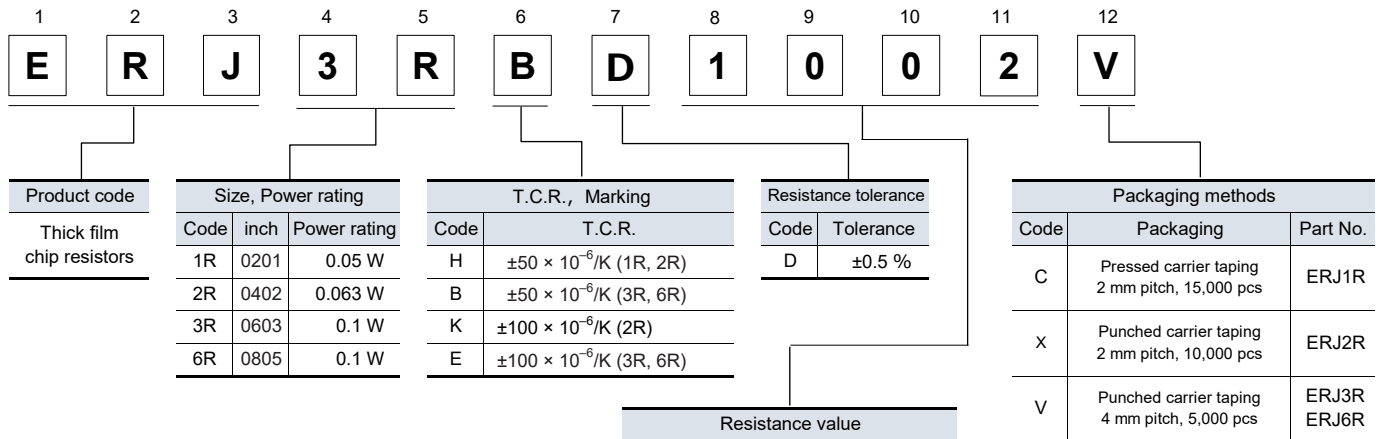 1 2 3 4 5 6 7 8 9 10 11 12
E R J 3 R B D 1 0 0 2 V
Product code
Thick film
chip resistors
Size, Power rating
Code inch Power rating
1R 0201 0.05 W
2R 0402 0.063 W
3R 0603 0.1 W
6R 0805 0.1 W
T.C.R., Marking
Code T.C.R.
H ±50 × 10⁻⁶/K (1R, 2R)
B ±50 × 10⁻⁶/K (3R, 6R)
K ±100 × 10⁻⁶/K (2R)
E ±100 × 10⁻⁶/K (3R, 6R)
Resistance tolerance
Code Tolerance
D ±0.5 %
Resistance value
Packaging methods
Code Packaging Part No.
C Pressed carrier taping
2 mm pitch, 15,000 pcs ERJ1R
X Punched carrier taping
2 mm pitch, 10,000 pcs ERJ2R
V Punched carrier taping ERJ3R
4 mm pitch, 5,000 pcs ERJ6R